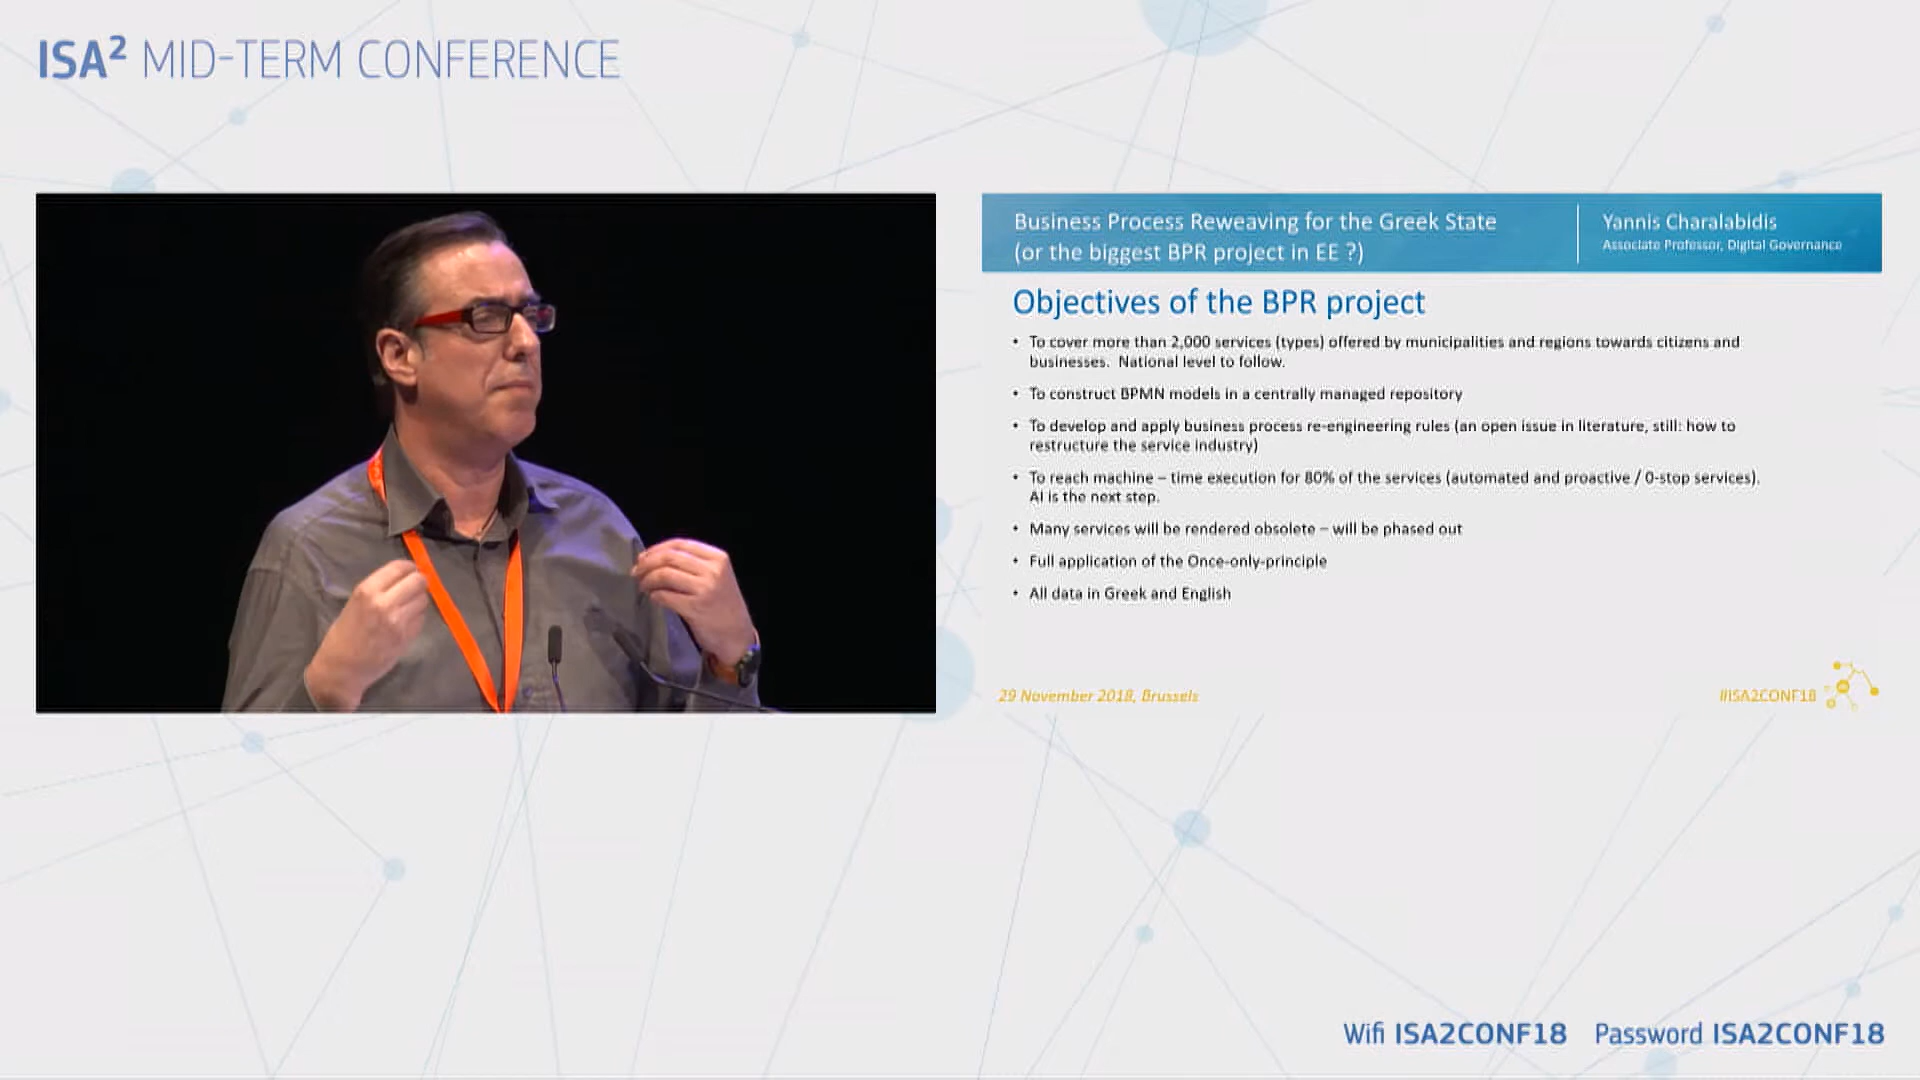 ISA² MID-TERM CONFERENCE
Business Process Reweaving for the Greek State
(or the biggest BPR project in EE ?)
Yannis Charalabidis
Associate Professor, Digital Governance
Objectives of the BPR project
• To cover more than 2,000 services (types) offered by municipalities and regions towards citizens and
businesses. National level to follow.
• To construct BPMN models in a centrally managed repository
• To develop and apply business process re-engineering rules (an open issue in literature, still: how to
restructure the service industry)
• To reach machine – time execution for 80% of the services (automated and proactive / 0-stop services).
AI is the next step.
• Many services will be rendered obsolete – will be phased out
• Full application of the Once-only-principle
• All data in Greek and English
29 November 2018, Brussels
#ISA2CONF18
Wifi ISA2CONF18 Password ISA2CONF18